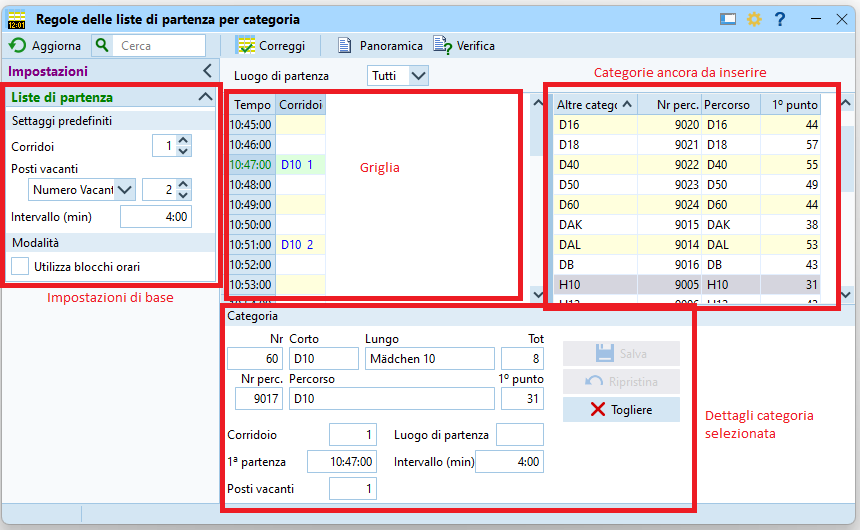 12:01 Regole delle liste di partenza per categoria
Aggiorna Cerca Correggi Panoramica Verifica
Impostazioni
Luogo di partenza Tutti
Categorie ancora da inserire
Liste di partenza
Settaggi predefiniti
Corridoi 1
Posti vacanti
Numero Vacant 2
Intervallo (min) 4:00
Modalità
Utilizza blocchi orari
Impostazioni di base
Tempo Corridoi
10:45:00
10:46:00
10:47:00 D10 1
10:48:00
10:49:00
10:50:00
10:51:00 D10 2
10:52:00
10:53:00
Griglia
Altre catego Nr perc. Percorso 1º punto
D16 9020 D16 44
D18 9021 D18 57
D40 9022 D40 55
D50 9023 D50 49
D60 9024 D60 44
DAK 9015 DAK 38
DAL 9014 DAL 53
DB 9016 DB 43
H10 9005 H10 31
H12 9006 H12 43
Categoria
Nr Corto Lungo Tot
60 D10 Mädchen 10 8
Nr perc. Percorso 1º punto
9017 D10 31
Salva
Ripristina
Togliere
Corridoio 1 Luogo di partenza
1ª partenza 10:47:00 Intervallo (min) 4:00
Posti vacanti 1
Dettagli categoria
selezionata